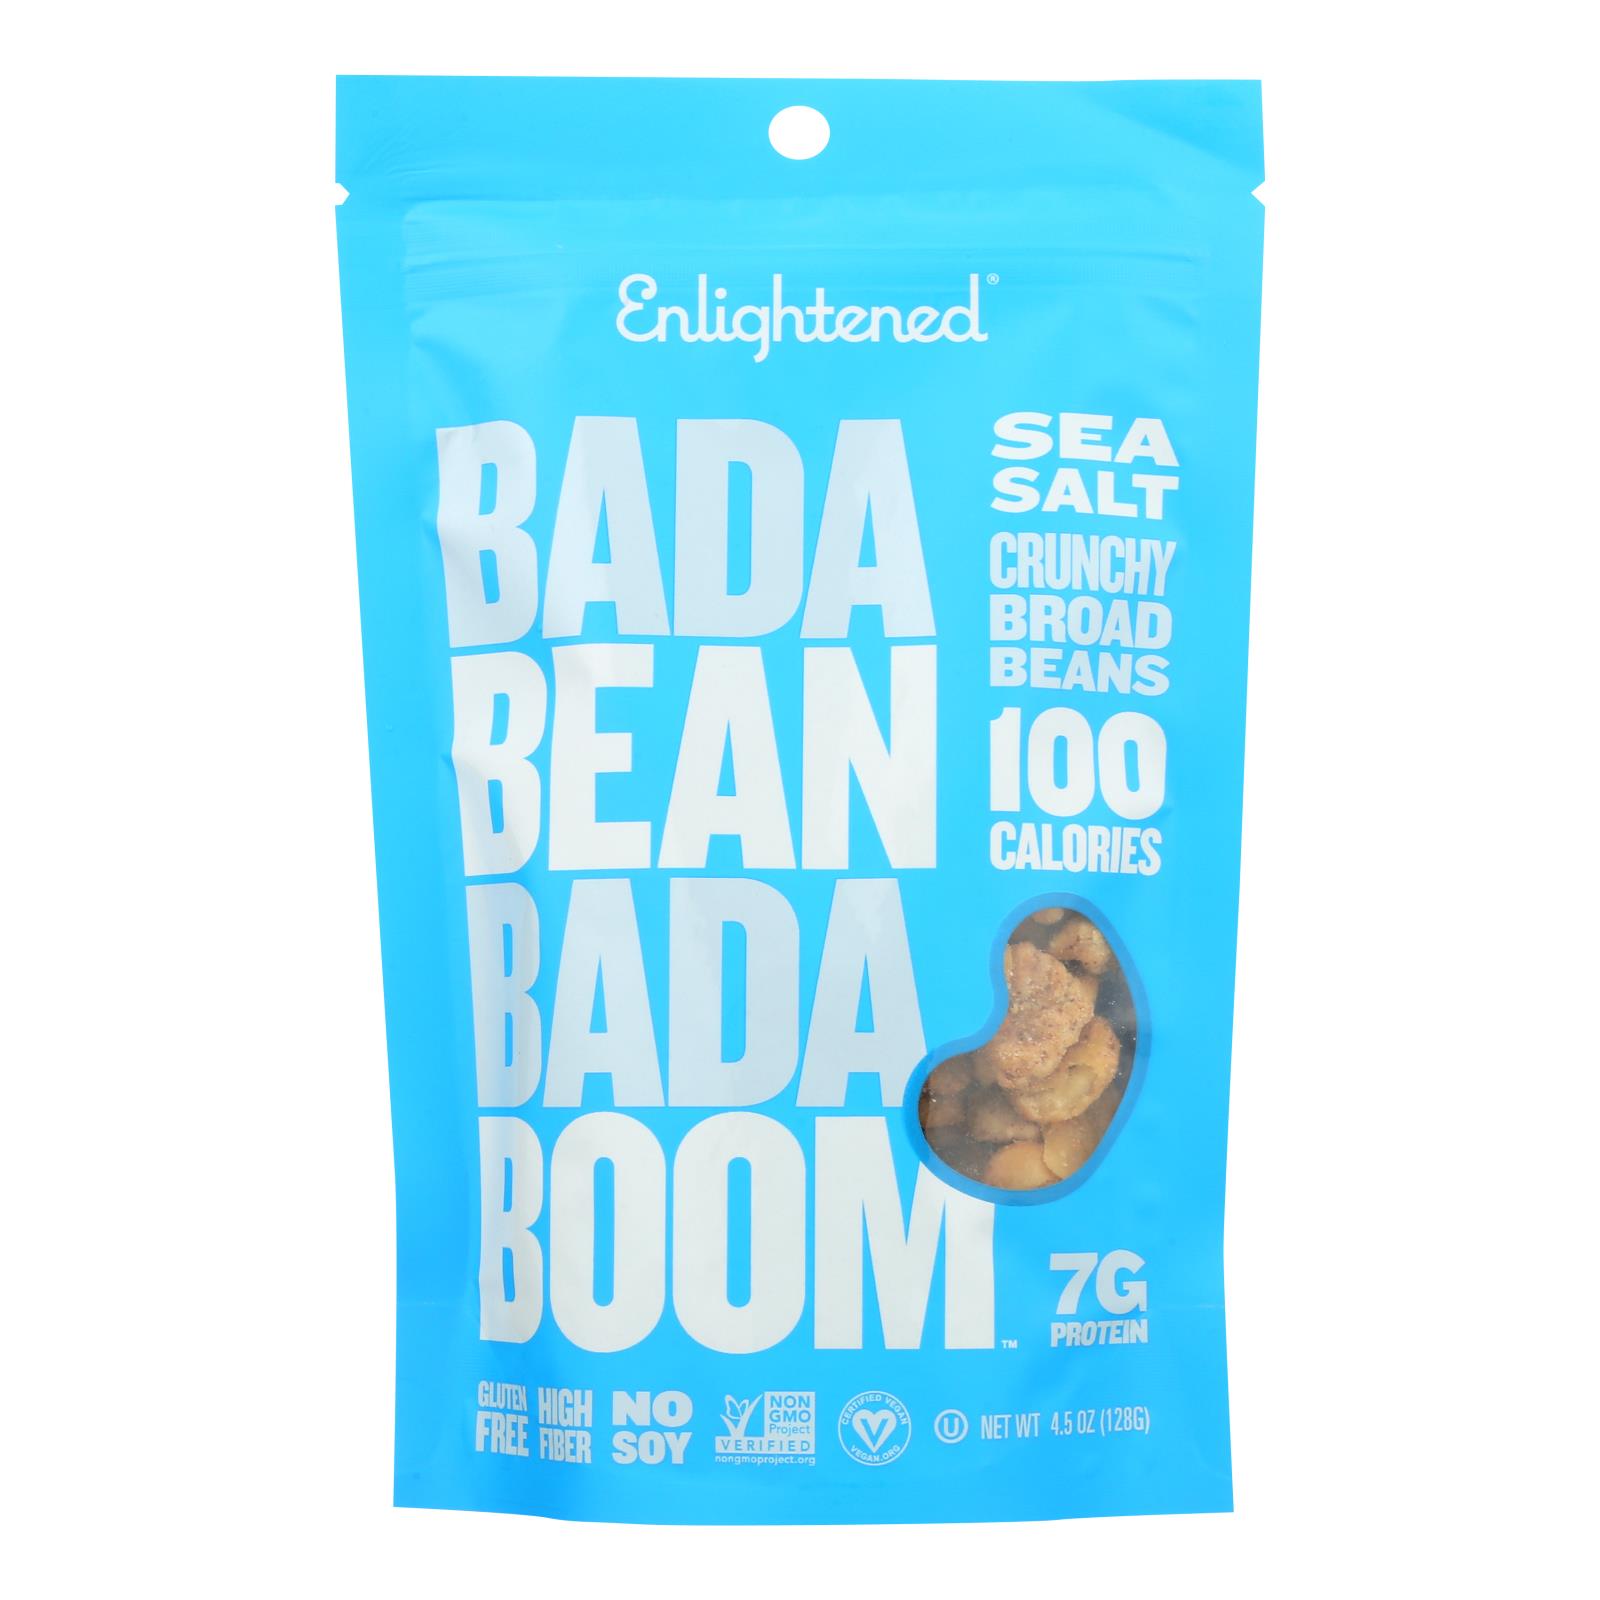 Enlightened®
BADA
BEAN
BADA
BOOM™
SEA
SALT
CRUNCHY
BROAD
BEANS
100
CALORIES
7G
PROTEIN
GLUTEN
FREE
HIGH
FIBER
NO
SOY
NON
GMO
Project
VERIFIED
nongmoproject.org
CERTIFIED VEGAN
V
VEGAN.ORG
U
NET WT 4.5 OZ (128G)